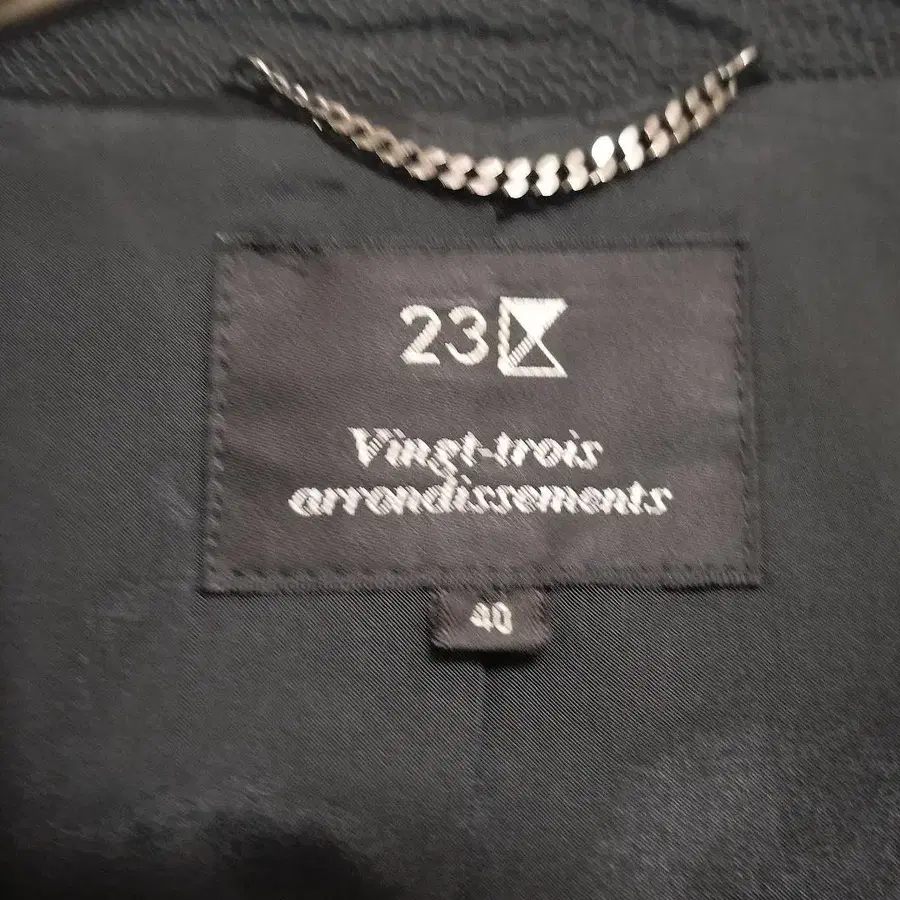 23
Vingt-trois
arrondissements
40